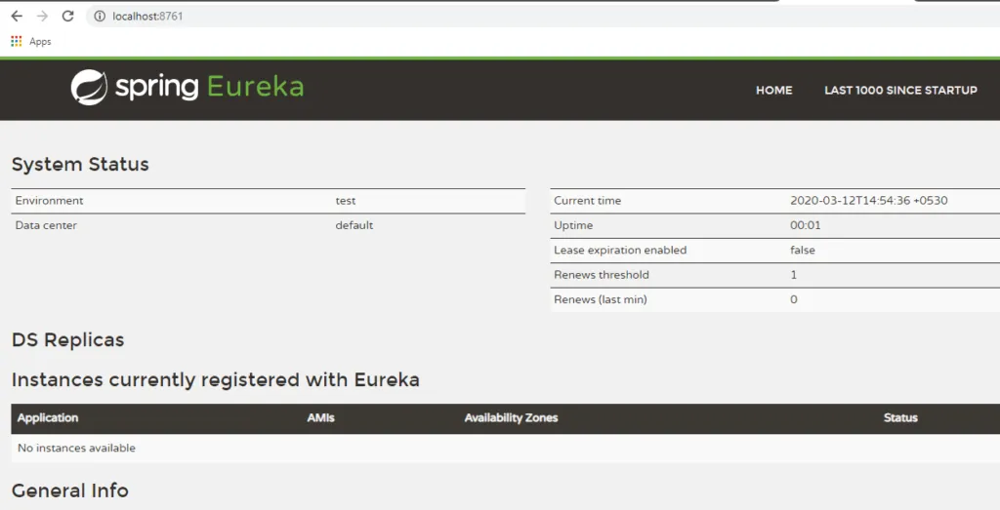 localhost:8761
Apps
spring Eureka
HOME LAST 1000 SINCE STARTUP
System Status
Environment test
Data center default
Current time 2020-03-12T14:54:36 +0530
Uptime 00:01
Lease expiration enabled false
Renews threshold 1
Renews (last min) 0
DS Replicas
Instances currently registered with Eureka
Application AMIs Availability Zones Status
No instances available
General Info